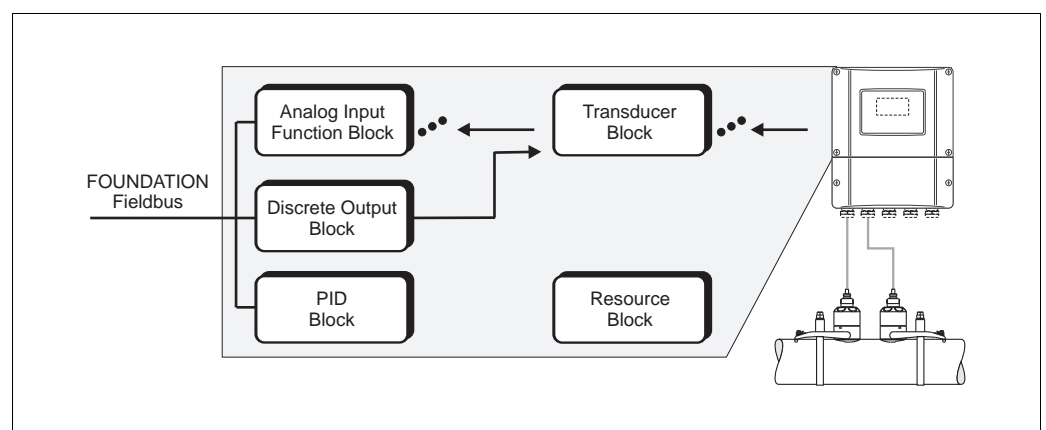 Analog Input
Function Block
Transducer
Block
FOUNDATION
Fieldbus
Discrete Output
Block
PID
Block
Resource
Block